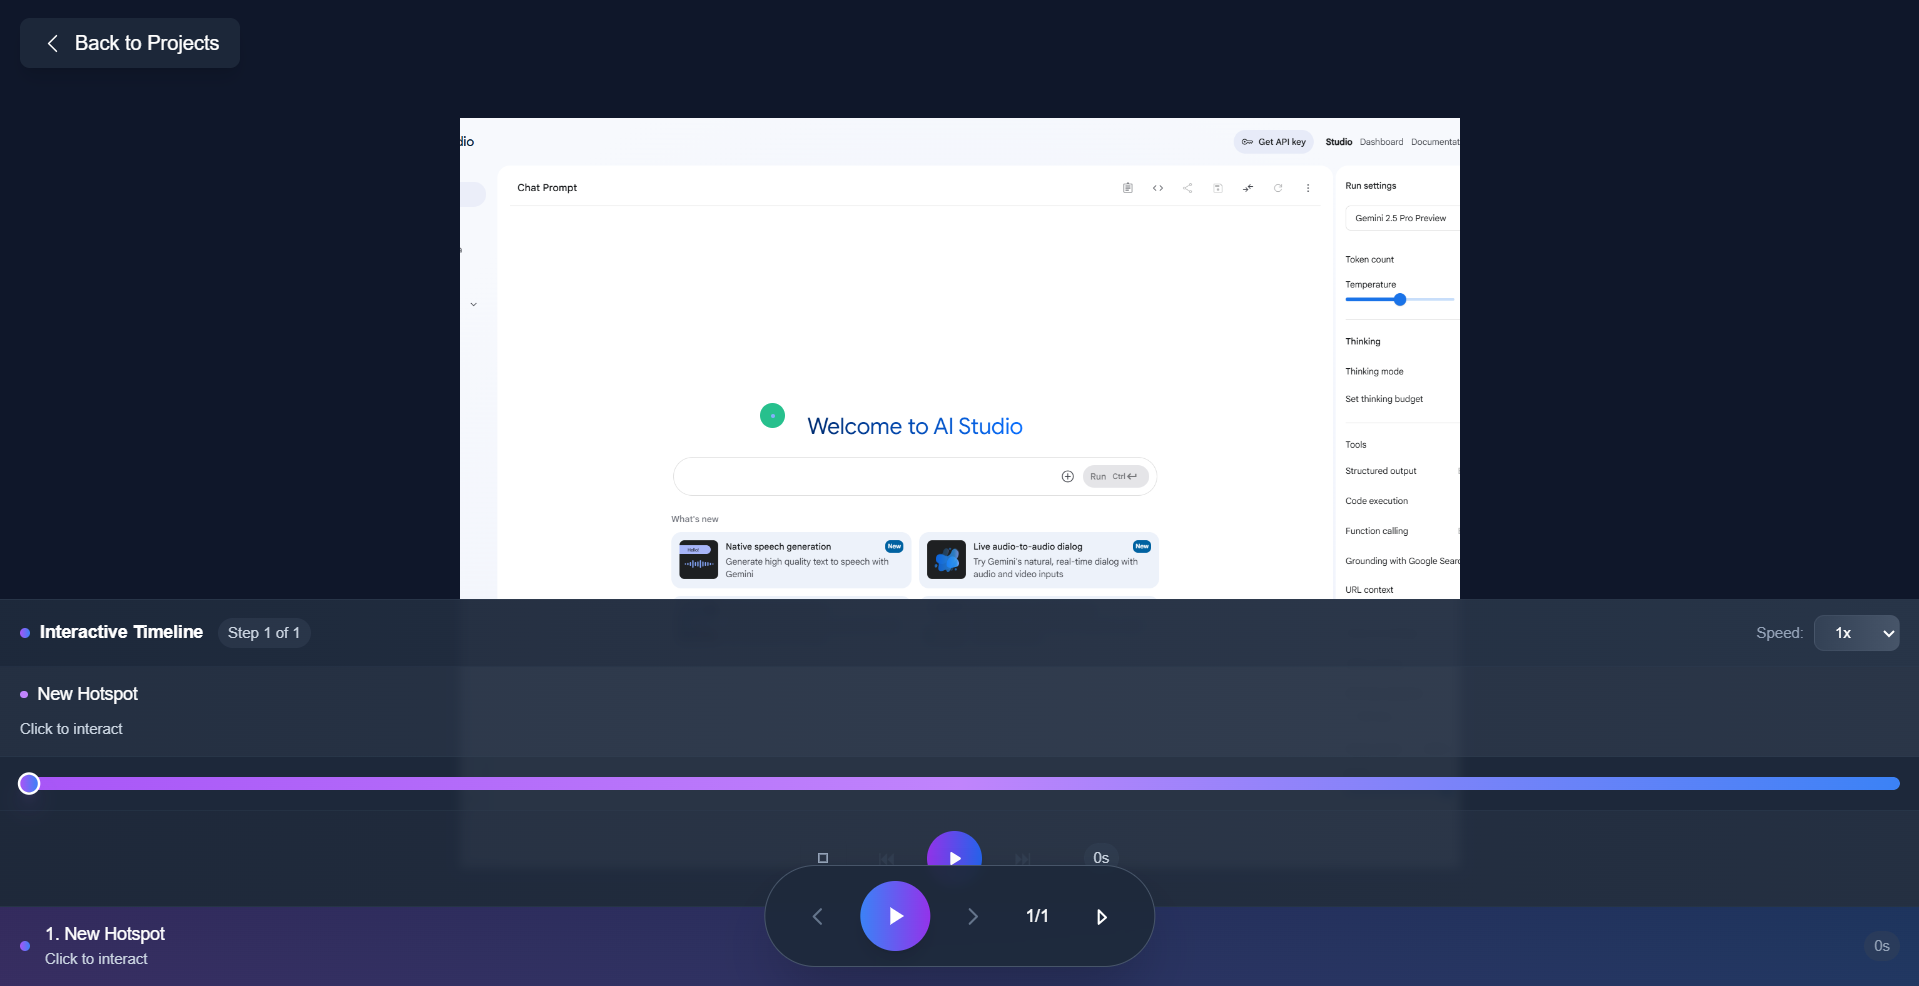 Back to Projects
dio
Get API key
Studio
Dashboard
Documentat
Chat Prompt
Run settings
Gemini 2.5 Pro Preview
Token count
Temperature
Thinking
Thinking mode
Set thinking budget
Tools
Structured output
Code execution
Function calling
Grounding with Google Sear
URL context
Welcome to AI Studio
Run Ctrl
What's new
Hello!
Native speech generation
New
Generate high quality text to speech with
Gemini
Live audio-to-audio dialog
New
Try Gemini's natural, real-time dialog with
audio and video inputs
Interactive Timeline
Step 1 of 1
Speed:
1x
New Hotspot
Click to interact
0s
1/1
1. New Hotspot
Click to interact
0s